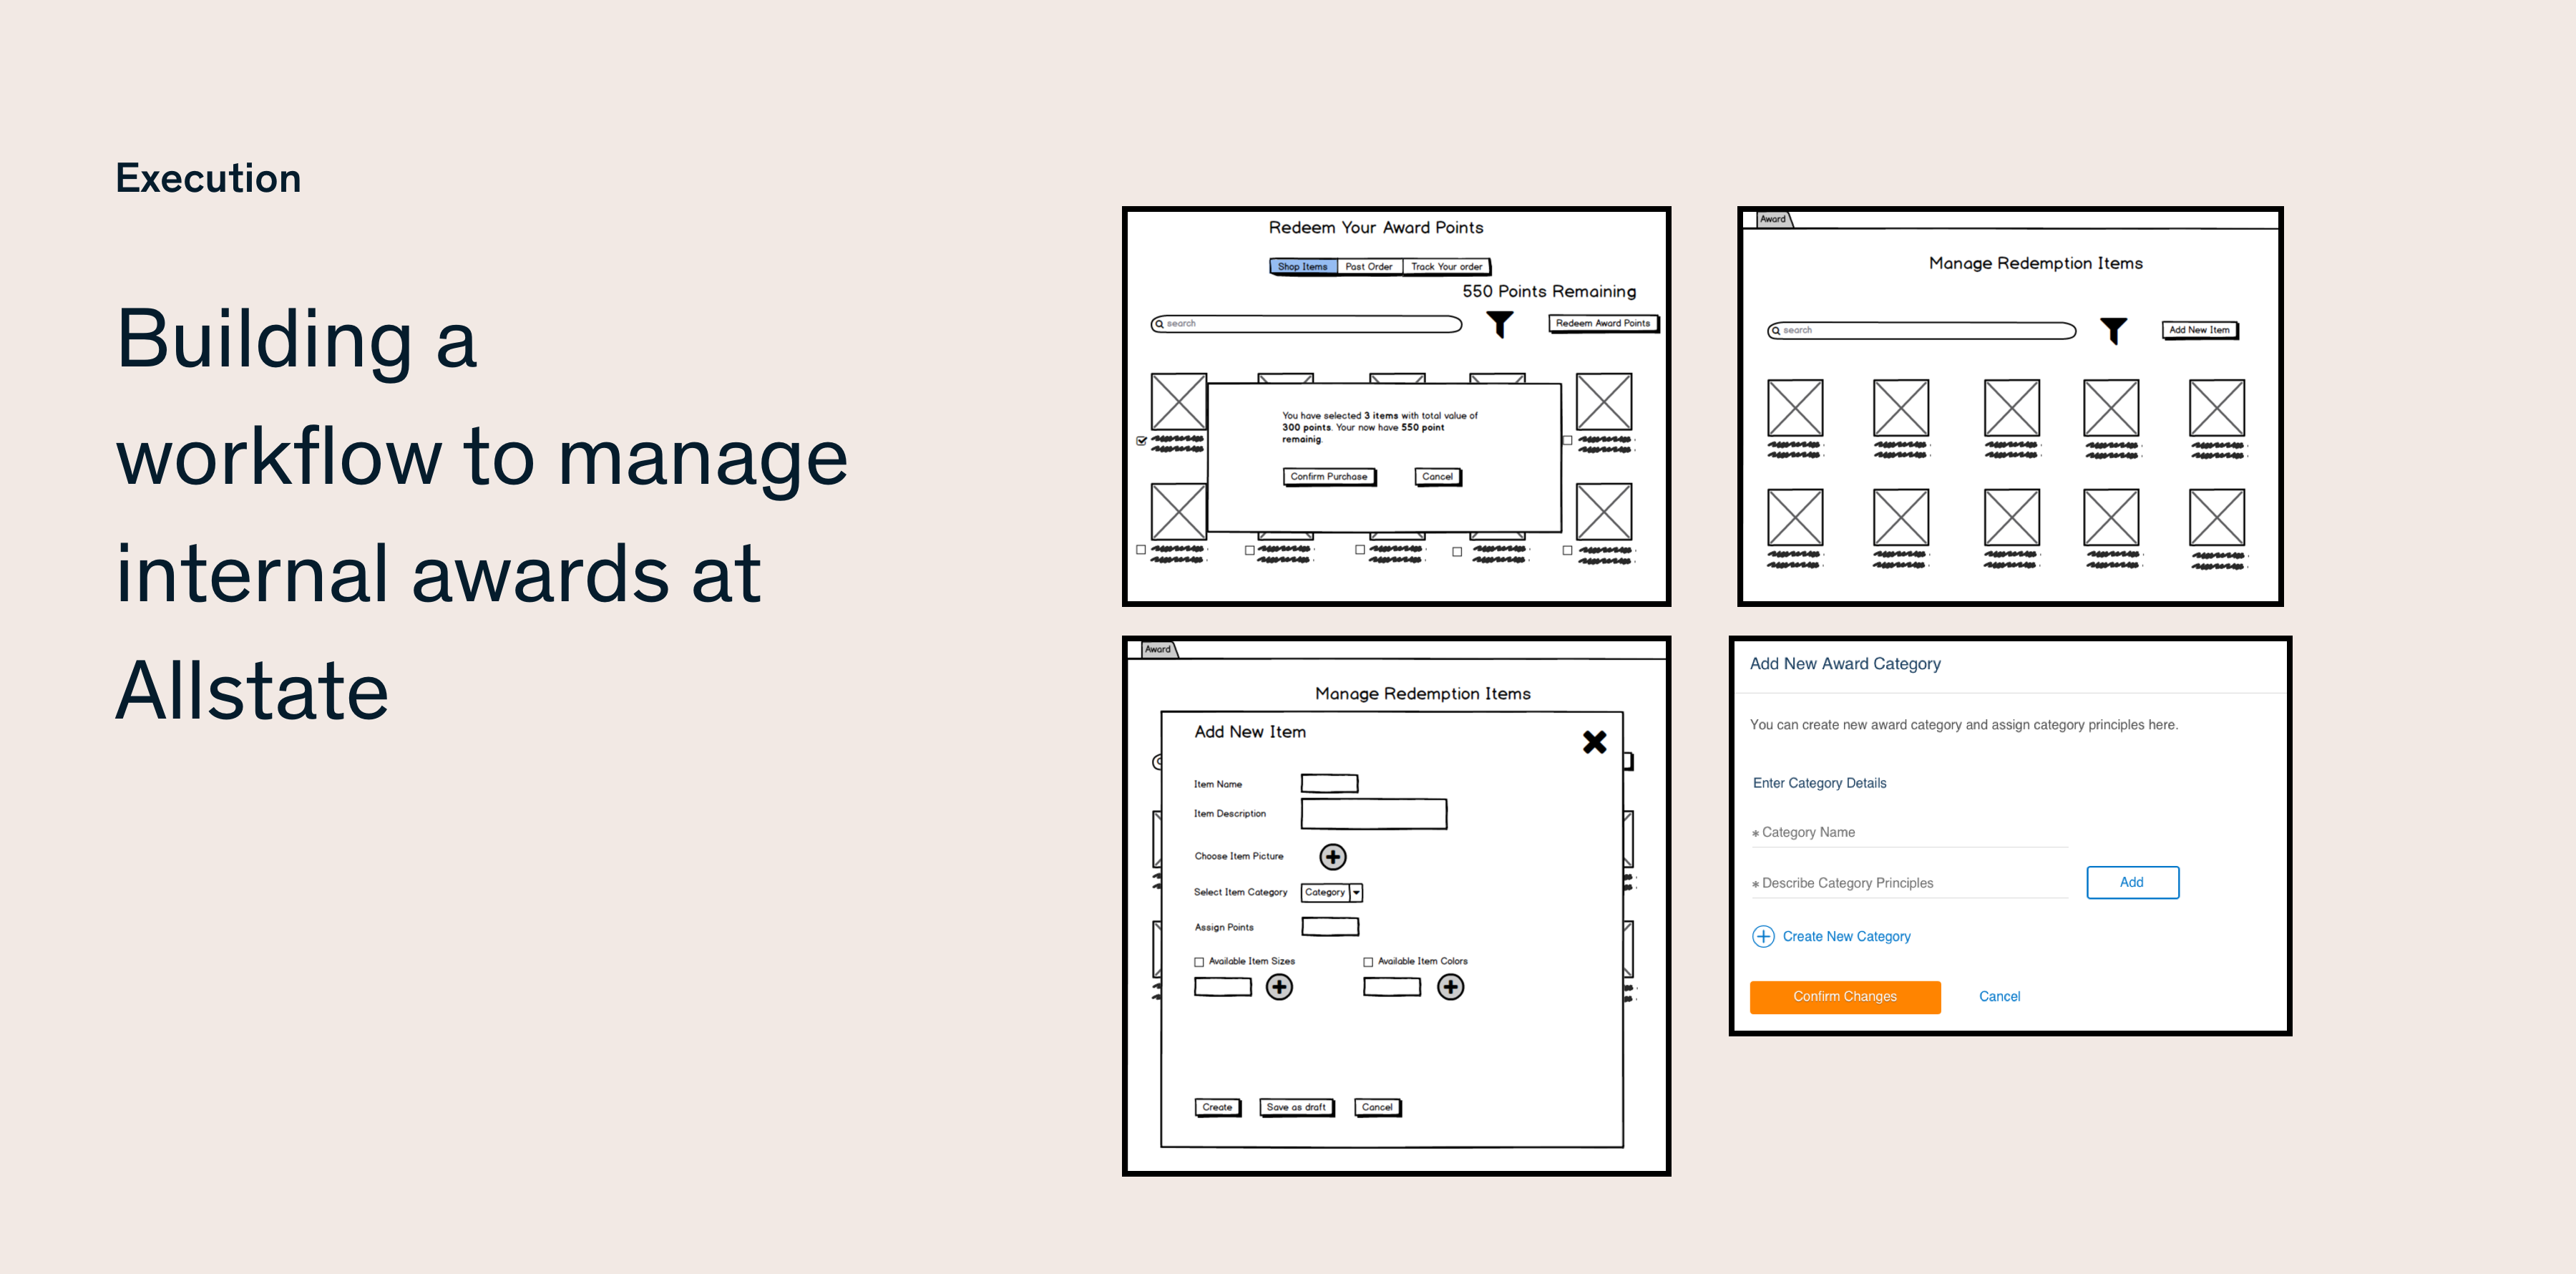 Execution
Building a
workflow to manage
internal awards at
Allstate
Redeem Your Award Points
Shop Items
Past Order
Track Your order
550 Points Remaining
search
Redeem Award Points
You have selected 3 items with total value of
300 points. Your now have 550 point
remainig.
Confirm Purchase
Cancel
Award
Manage Redemption Items
search
Add New Item
Award
Manage Redemption Items
Add New Item
Item Name
Item Description
Choose Item Picture
Select Item Category
Category
Assign Points
Available Item Sizes
Available Item Colors
Create
Save as draft
Cancel
Add New Award Category
You can create new award category and assign category principles here.
Enter Category Details
* Category Name
* Describe Category Principles
Add
Create New Category
Confirm Changes
Cancel